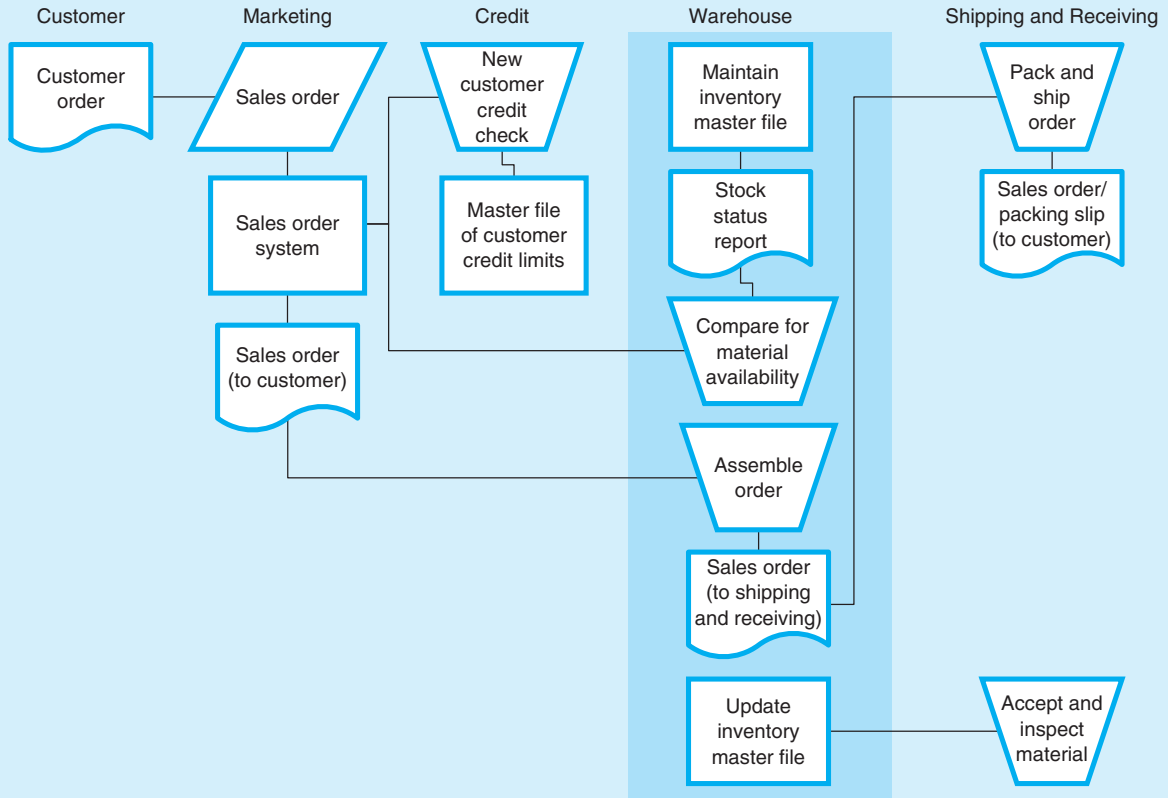 Customer
Marketing
Credit
Warehouse
Shipping and Receiving
Customer
order
Sales order
New
customer
credit
check
Maintain
inventory
master file
Pack and
ship
order
Sales order
system
Master file
of customer
credit limits
Stock
status
report
Sales order/
packing slip
(to customer)
Sales order
(to customer)
Compare for
material
availability
Assemble
order
Sales order
(to shipping
and receiving)
Update
inventory
master file
Accept and
inspect
material